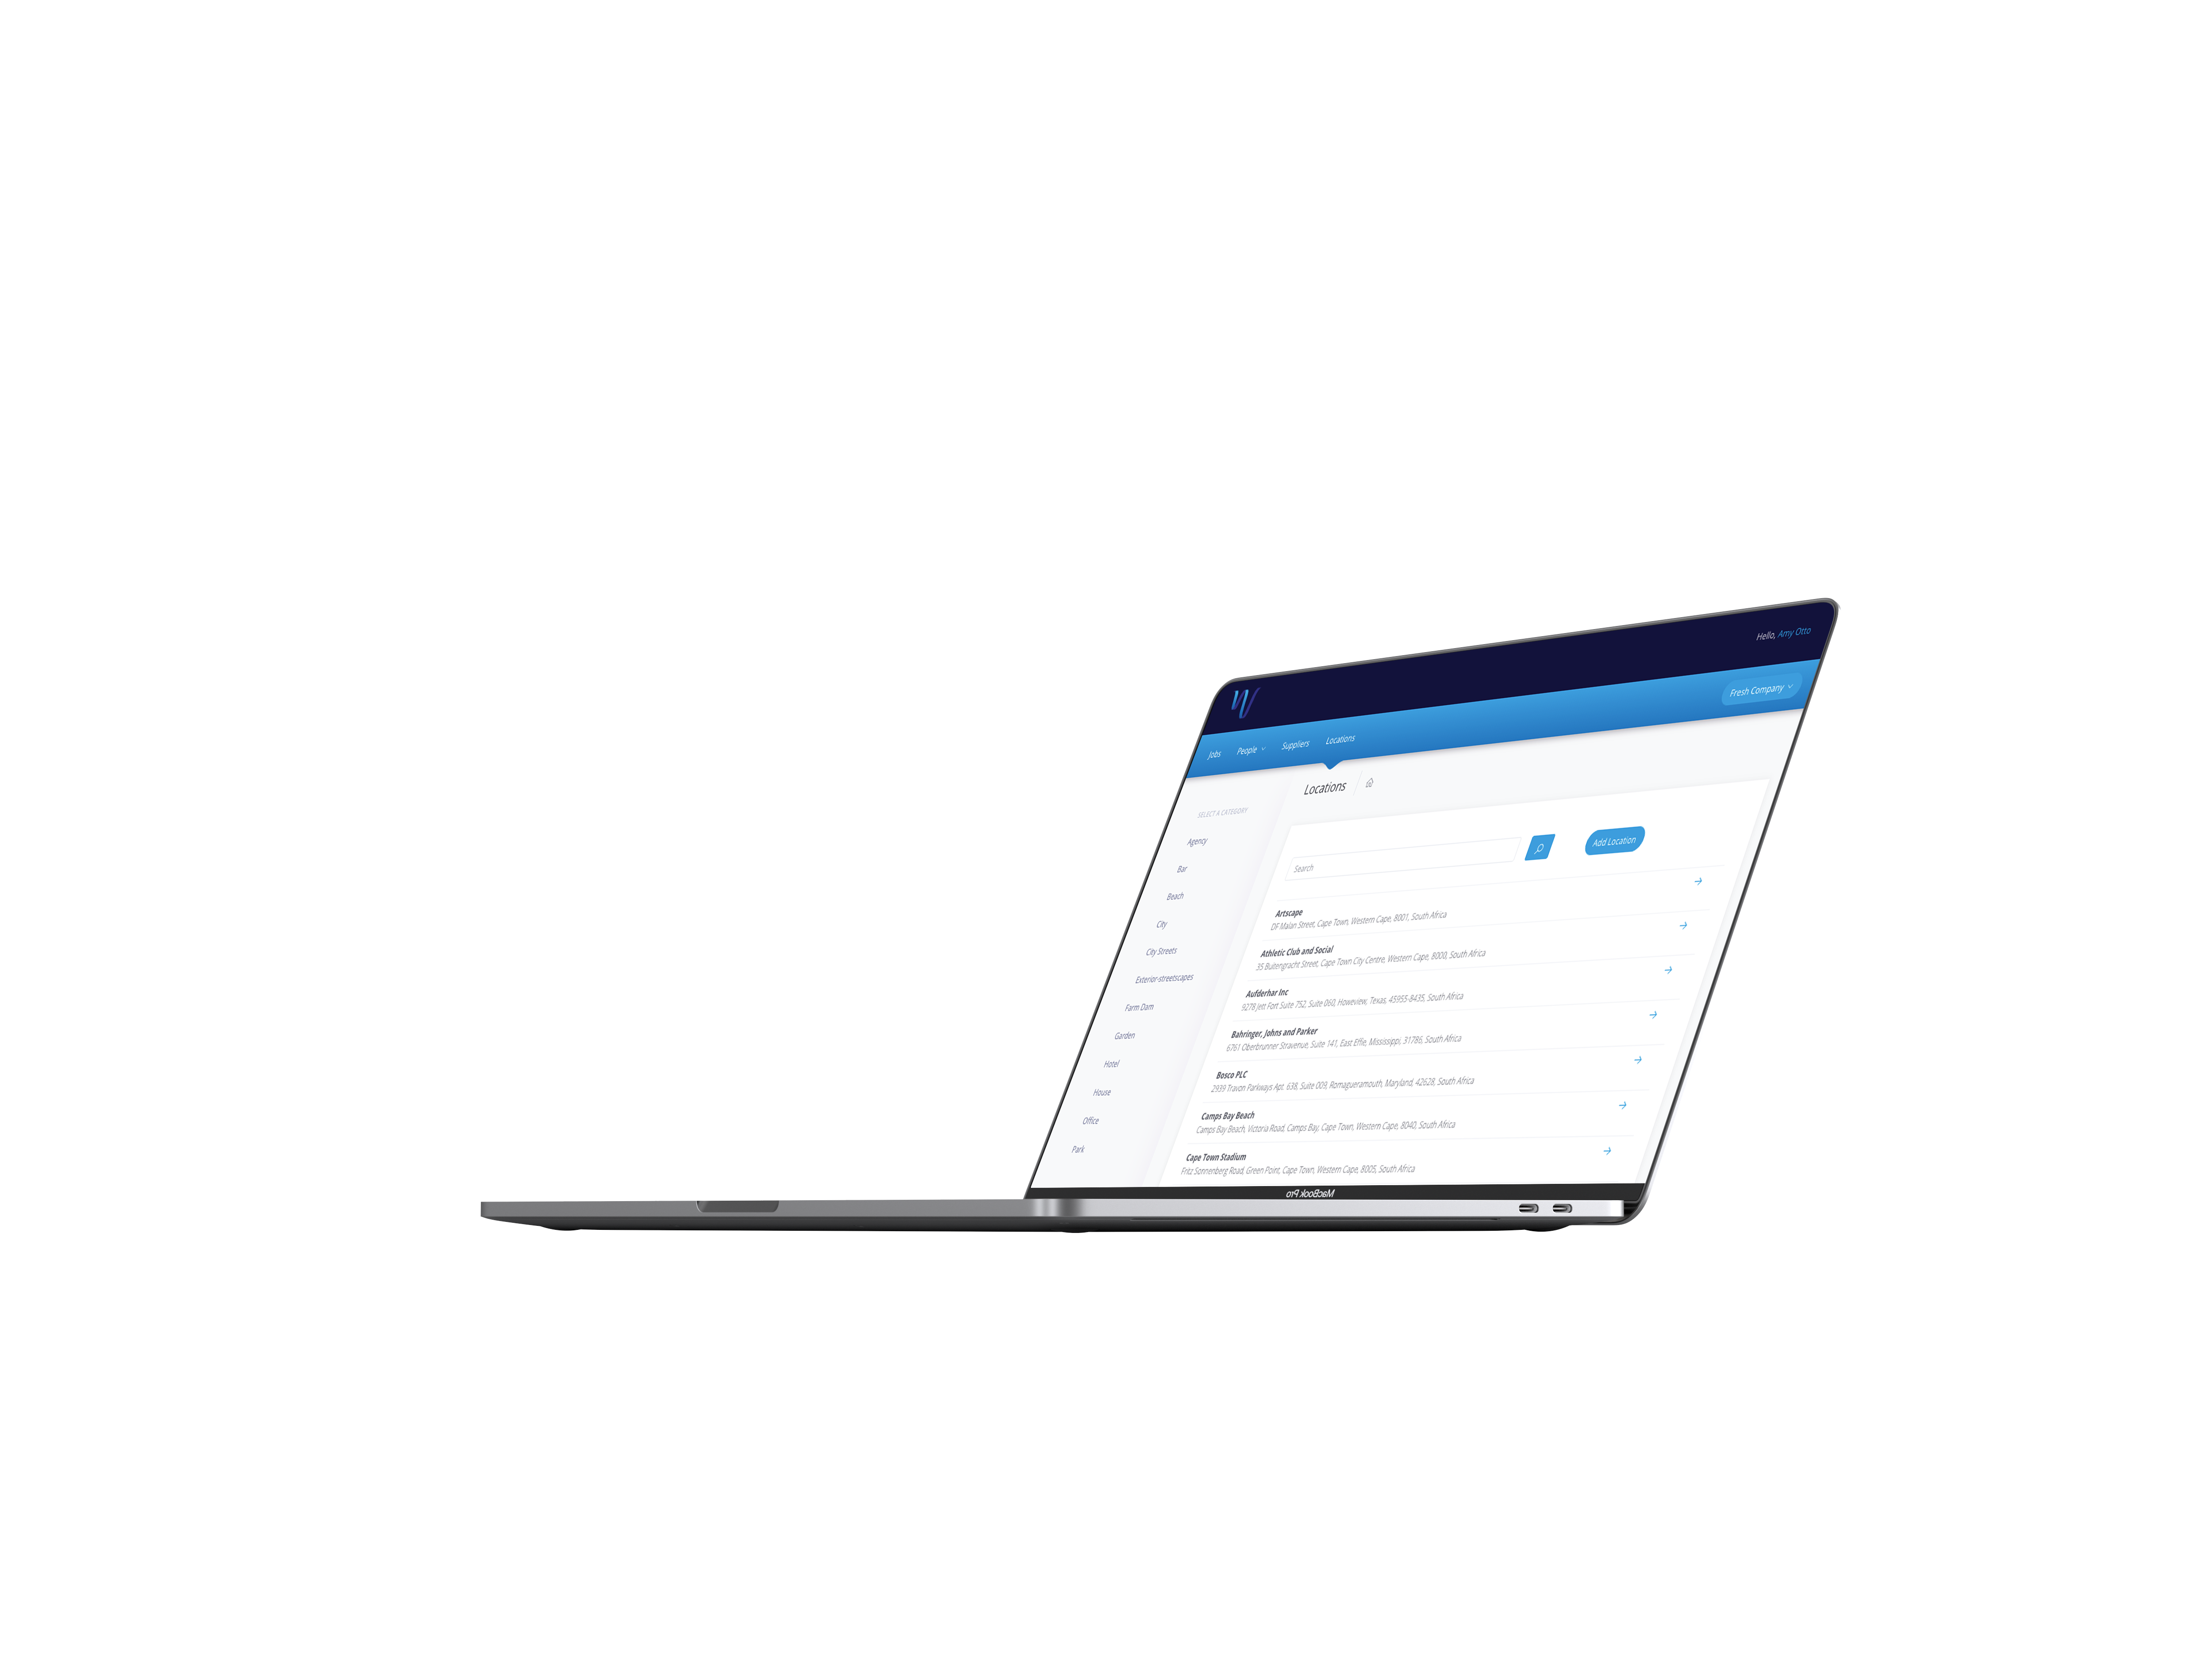 Hello, Amy Otto
W
Jobs People Suppliers Locations
Fresh Company
Locations
SELECT A CATEGORY
Agency
Bar
Beach
City
City Streets
Exterior-streetscapes
Farm Dam
Garden
Hotel
House
Office
Park
Search
Add Location
Artscape
DF Malan Street, Cape Town, Western Cape, 8001, South Africa
Athletic Club and Social
35 Buitengracht Street, Cape Town City Centre, Western Cape, 8000, South Africa
Aufderhar Inc
9278 Jett Fort Suite 752, Suite 060, Howeview, Texas, 45955-8435, South Africa
Bahringer, Johns and Parker
6761 Oberbrunner Stravenue, Suite 141, East Effie, Mississippi, 31786, South Africa
Bosco PLC
2939 Travon Parkways Apt. 638, Suite 009, Romagueramouth, Maryland, 42628, South Africa
Camps Bay Beach
Camps Bay Beach, Victoria Road, Camps Bay, Cape Town, Western Cape, 8040, South Africa
Cape Town Stadium
Fritz Sonnenberg Road, Green Point, Cape Town, Western Cape, 8005, South Africa
MacBook Pro